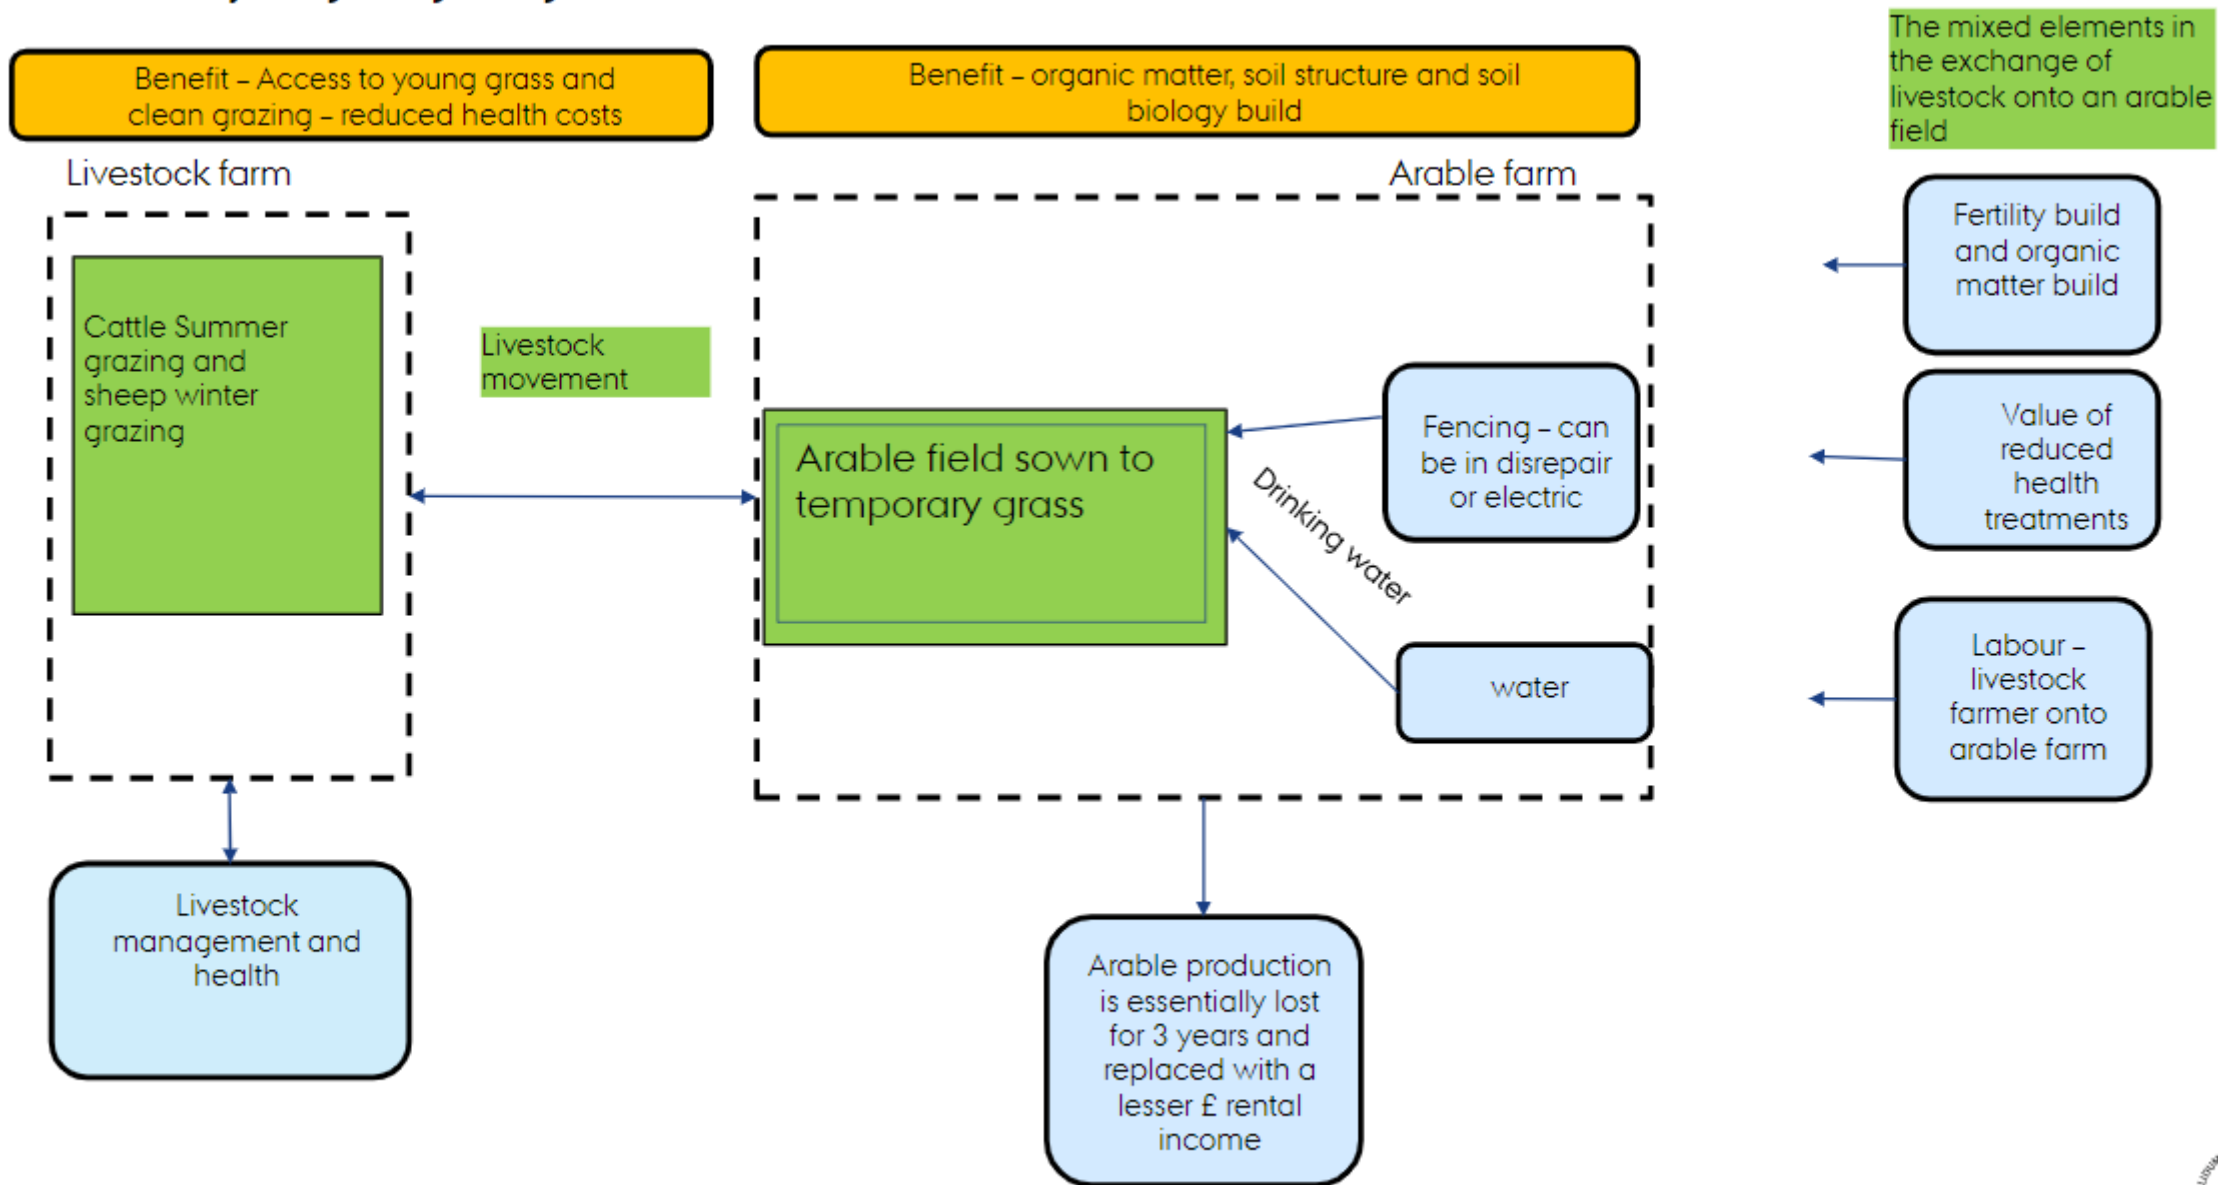 Benefit – Access to young grass and
clean grazing – reduced health costs
Benefit – organic matter, soil structure and soil
biology build
The mixed elements in
the exchange of
livestock onto an arable
field
Livestock farm
Arable farm
Cattle Summer
grazing and
sheep winter
grazing
Livestock
movement
Arable field sown to
temporary grass
Fencing – can
be in disrepair
or electric
Drinking water
water
Fertility build
and organic
matter build
Value of
reduced
health
treatments
Labour –
livestock
farmer onto
arable farm
Livestock
management and
health
Arable production
is essentially lost
for 3 years and
replaced with a
lesser £ rental
income